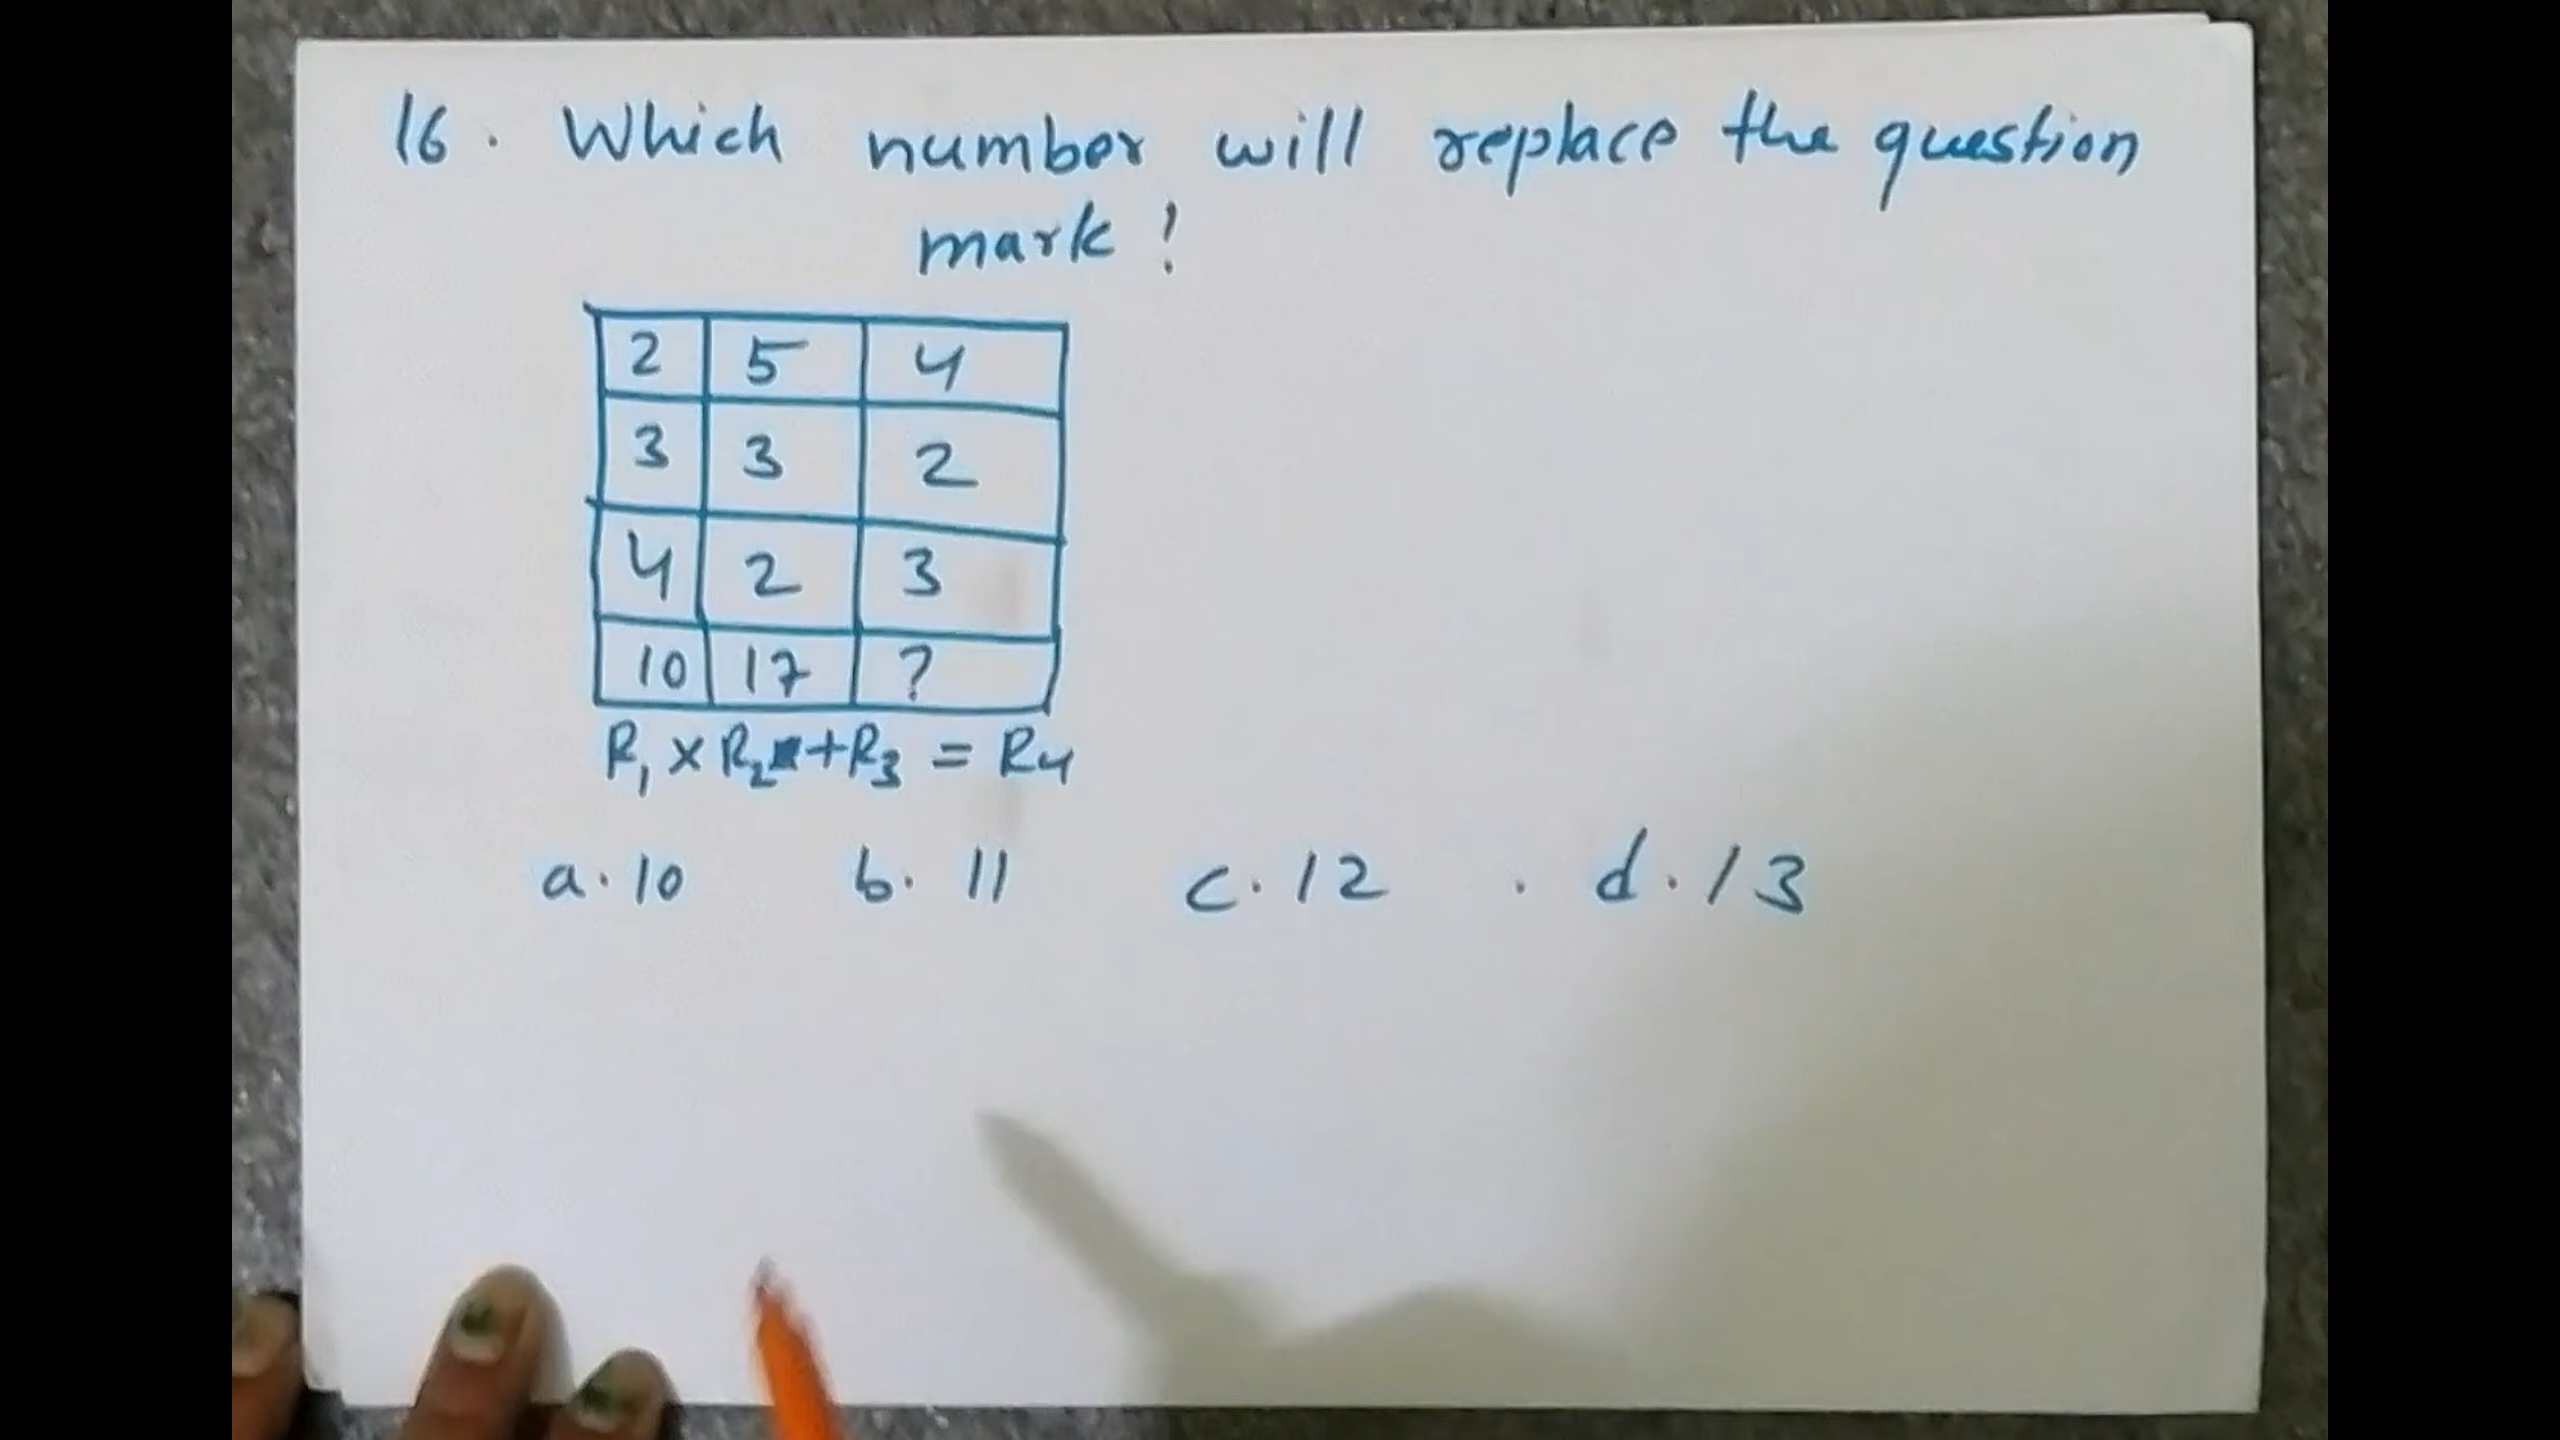 16. Which number will replace the question
mark!
2 5 4
3 3 2
4 2 3
10 17 ?
R1 x R2 + R3 = R4
a. 10 b. 11 c. 12 . d. 13